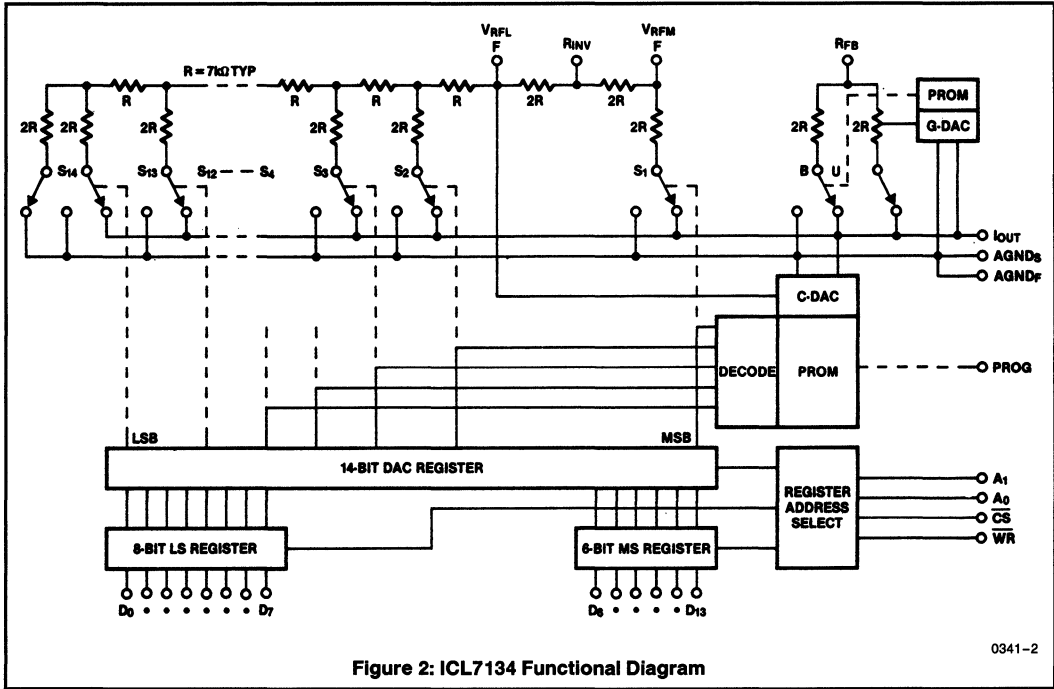 VRFL
F
RINV
VRFM
F
RFB
R = 7kΩ TYP
R
R
R
R
2R
2R
PROM
G-DAC
2R
2R
2R
2R
2R
2R
2R
2R
S14
S13
S12
S4
S3
S2
S1
B
U
IOUT
AGNDS
AGNDF
C-DAC
DECODE
PROM
PROG
LSB
MSB
14-BIT DAC REGISTER
REGISTER
ADDRESS
SELECT
A1
A0
CS
WR
8-BIT LS REGISTER
6-BIT MS REGISTER
D0
D7
D8
D13
0341-2
Figure 2: ICL7134 Functional Diagram